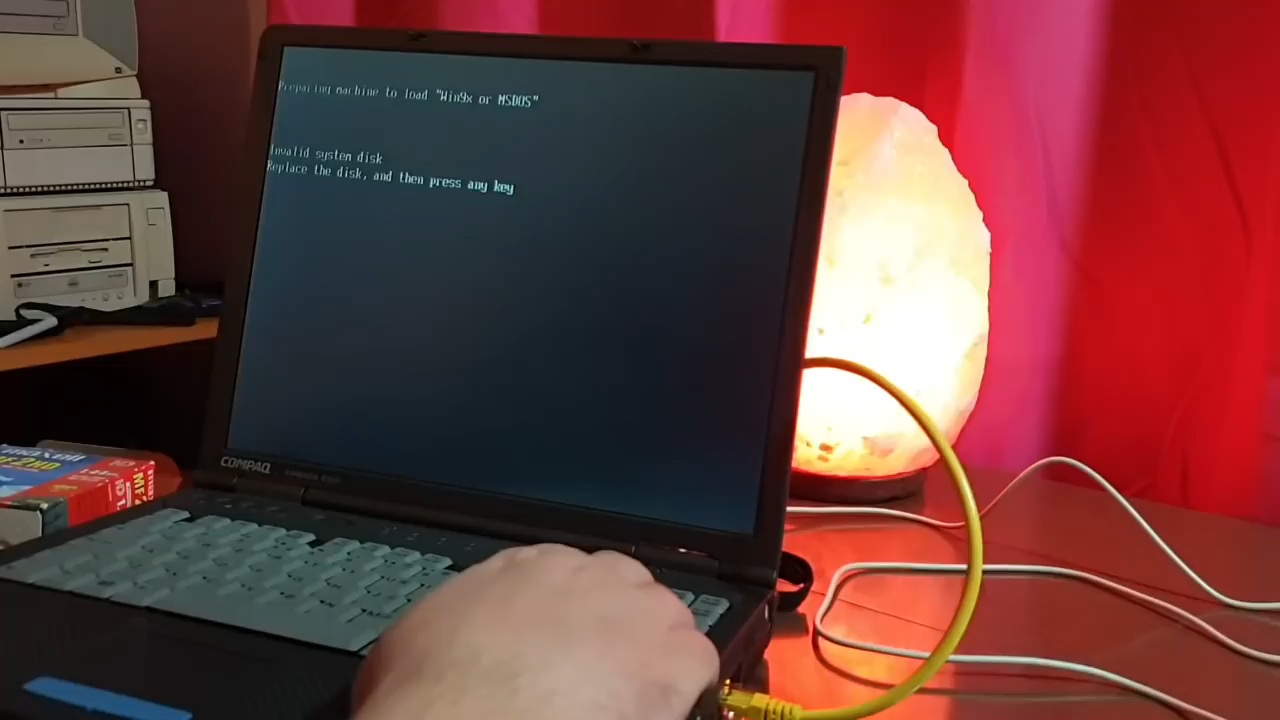 Preparing machine to load "Win9x or MSDOS"
Invalid system disk
Replace the disk, and then press any key
COMPAQ
maxell
MF2HD